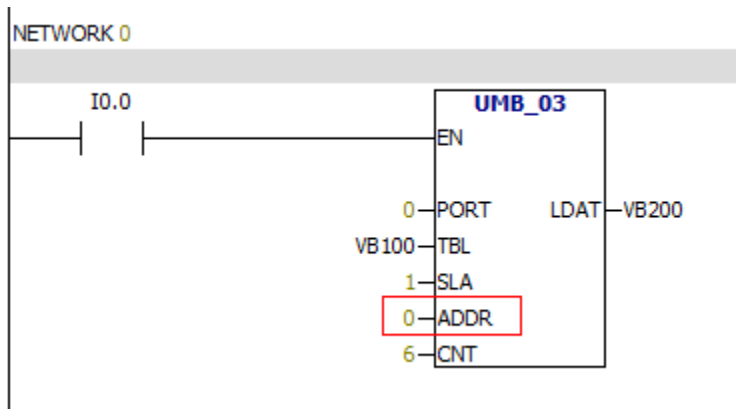 NETWORK 0
I0.0
UMB_03
EN
0 PORT LDAT VB200
VB100 TBL
1 SLA
0 ADDR
6 CNT